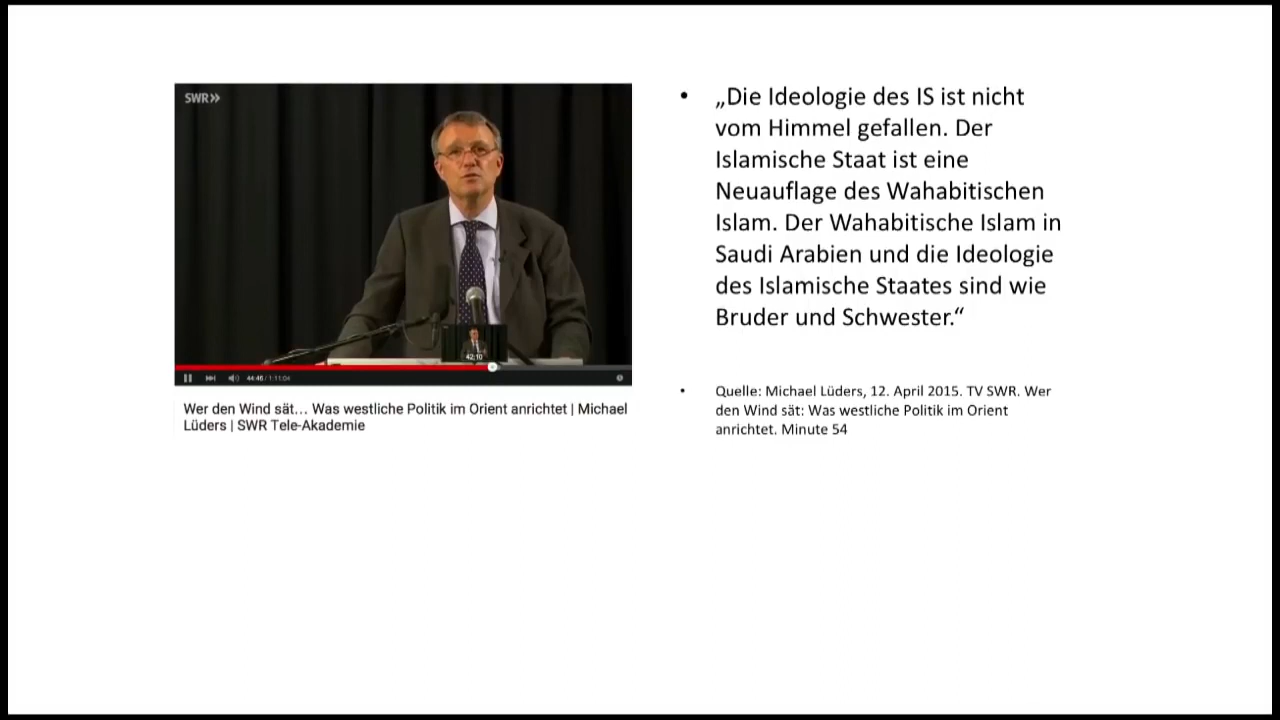 SWR»
42:10
44:46 / 1:11:04
Wer den Wind sät... Was westliche Politik im Orient anrichtet | Michael
Lüders | SWR Tele-Akademie
• „Die Ideologie des IS ist nicht
vom Himmel gefallen. Der
Islamische Staat ist eine
Neuauflage des Wahabitischen
Islam. Der Wahabitische Islam in
Saudi Arabien und die Ideologie
des Islamische Staates sind wie
Bruder und Schwester.“
• Quelle: Michael Lüders, 12. April 2015. TV SWR. Wer
den Wind sät: Was westliche Politik im Orient
anrichtet. Minute 54